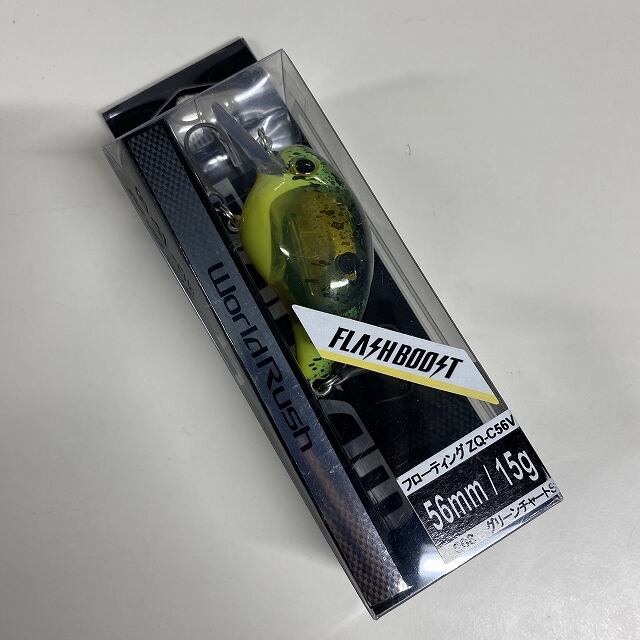 WorldRush
FLASHBOOST
フローティング ZQ-C56V
56mm / 15g
グリーンチャートS